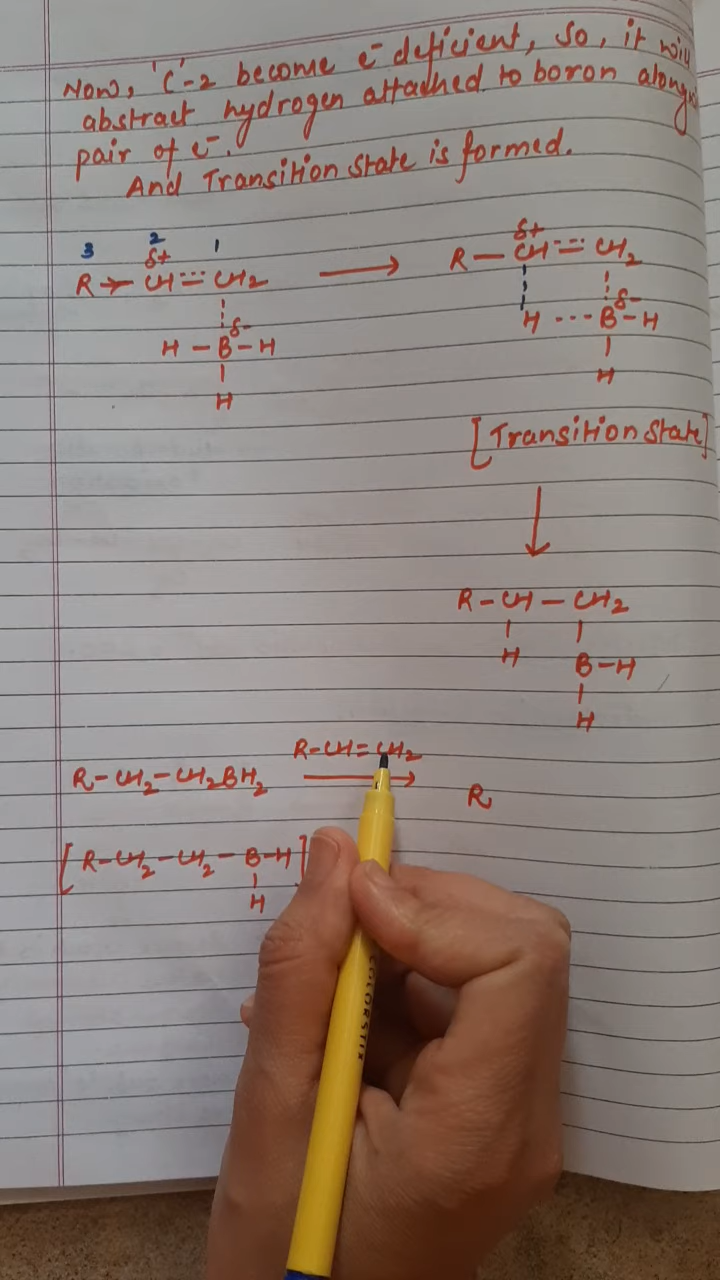 Now, 'C'-2 become e⁻ deficient, So, it will
abstract hydrogen attached to boron
pair of e⁻.
And Transition State is formed.
3 2 1
δ+
R → CH ⋯ CH₂ ⟶
δ-
H – B – H
H
δ+
R – CH ⋯ CH₂
δ-
H --- B – H
H
[Transition State]
↓
R – CH – CH₂
H B – H
H
R – CH = CH₂
R – CH₂ – CH₂BH₂ ⟶ R
[R – CH₂ – CH₂ – B – H]
H
COLORSTIX